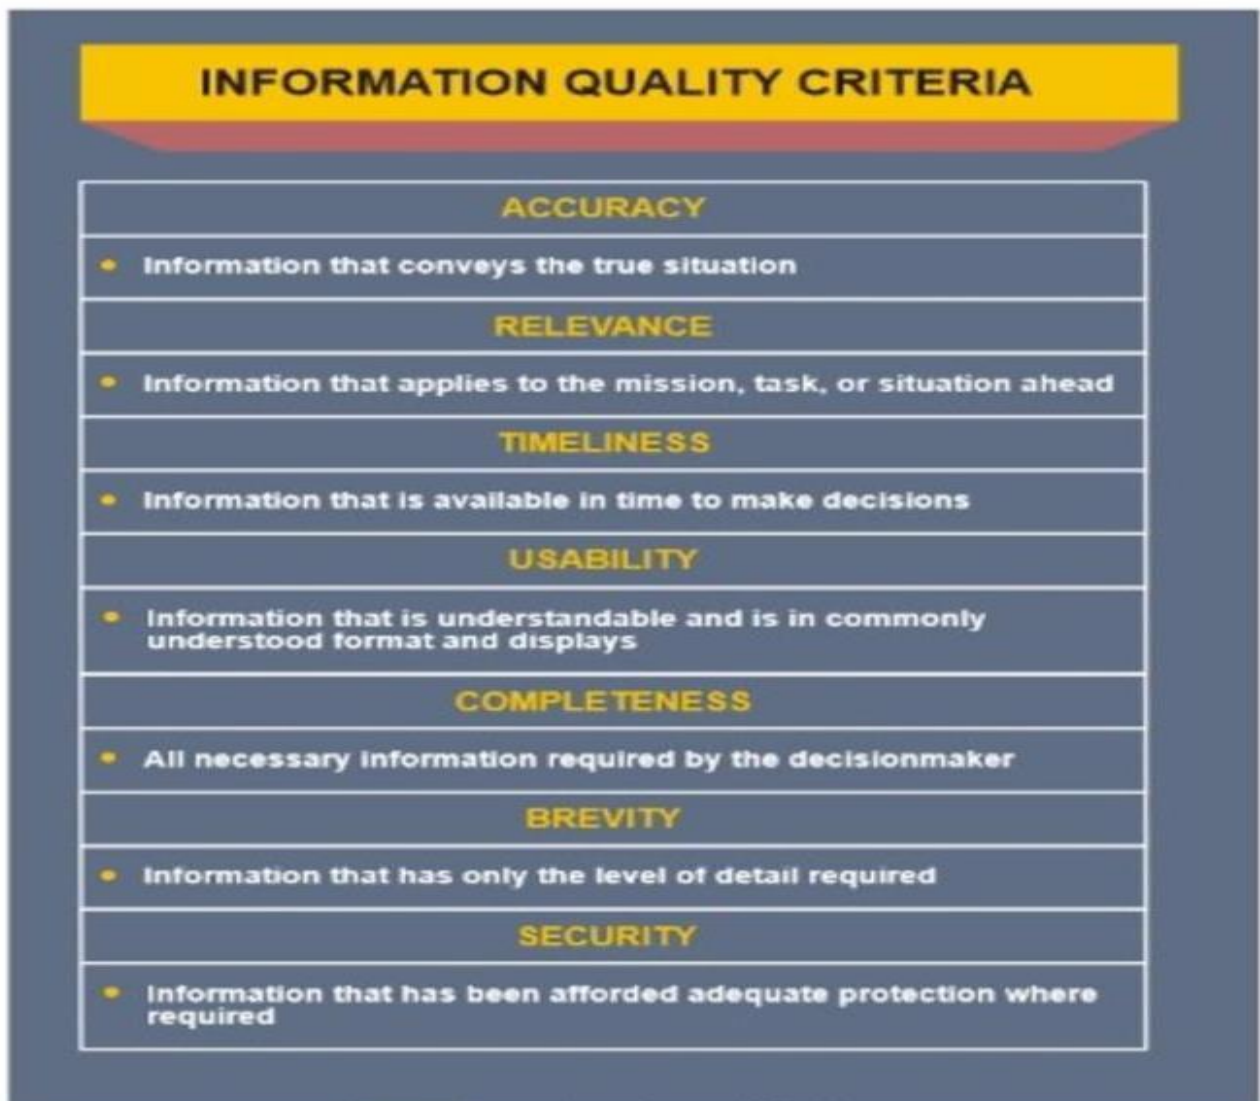 INFORMATION QUALITY CRITERIA
ACCURACY
• Information that conveys the true situation
RELEVANCE
• Information that applies to the mission, task, or situation ahead
TIMELINESS
• Information that is available in time to make decisions
USABILITY
• Information that is understandable and is in commonly
understood format and displays
COMPLETENESS
• All necessary information required by the decisionmaker
BREVITY
• Information that has only the level of detail required
SECURITY
• Information that has been afforded adequate protection where
required